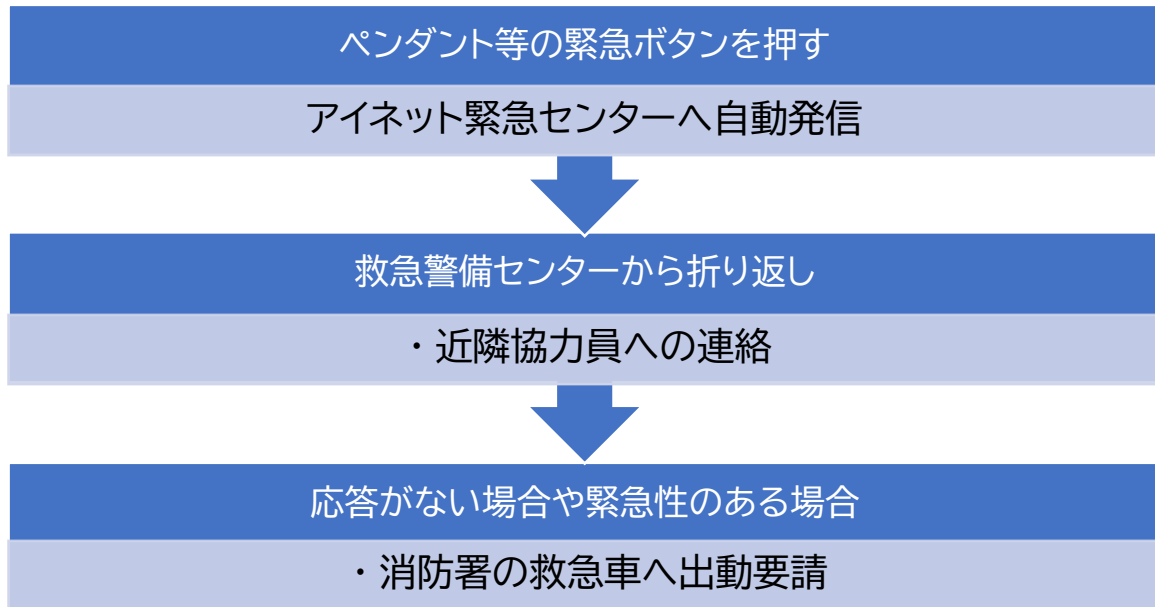 ペンダント等の緊急ボタンを押す
アイネット緊急センターへ自動発信
救急警備センターから折り返し
・近隣協力員への連絡
応答がない場合や緊急性のある場合
・消防署の救急車へ出動要請